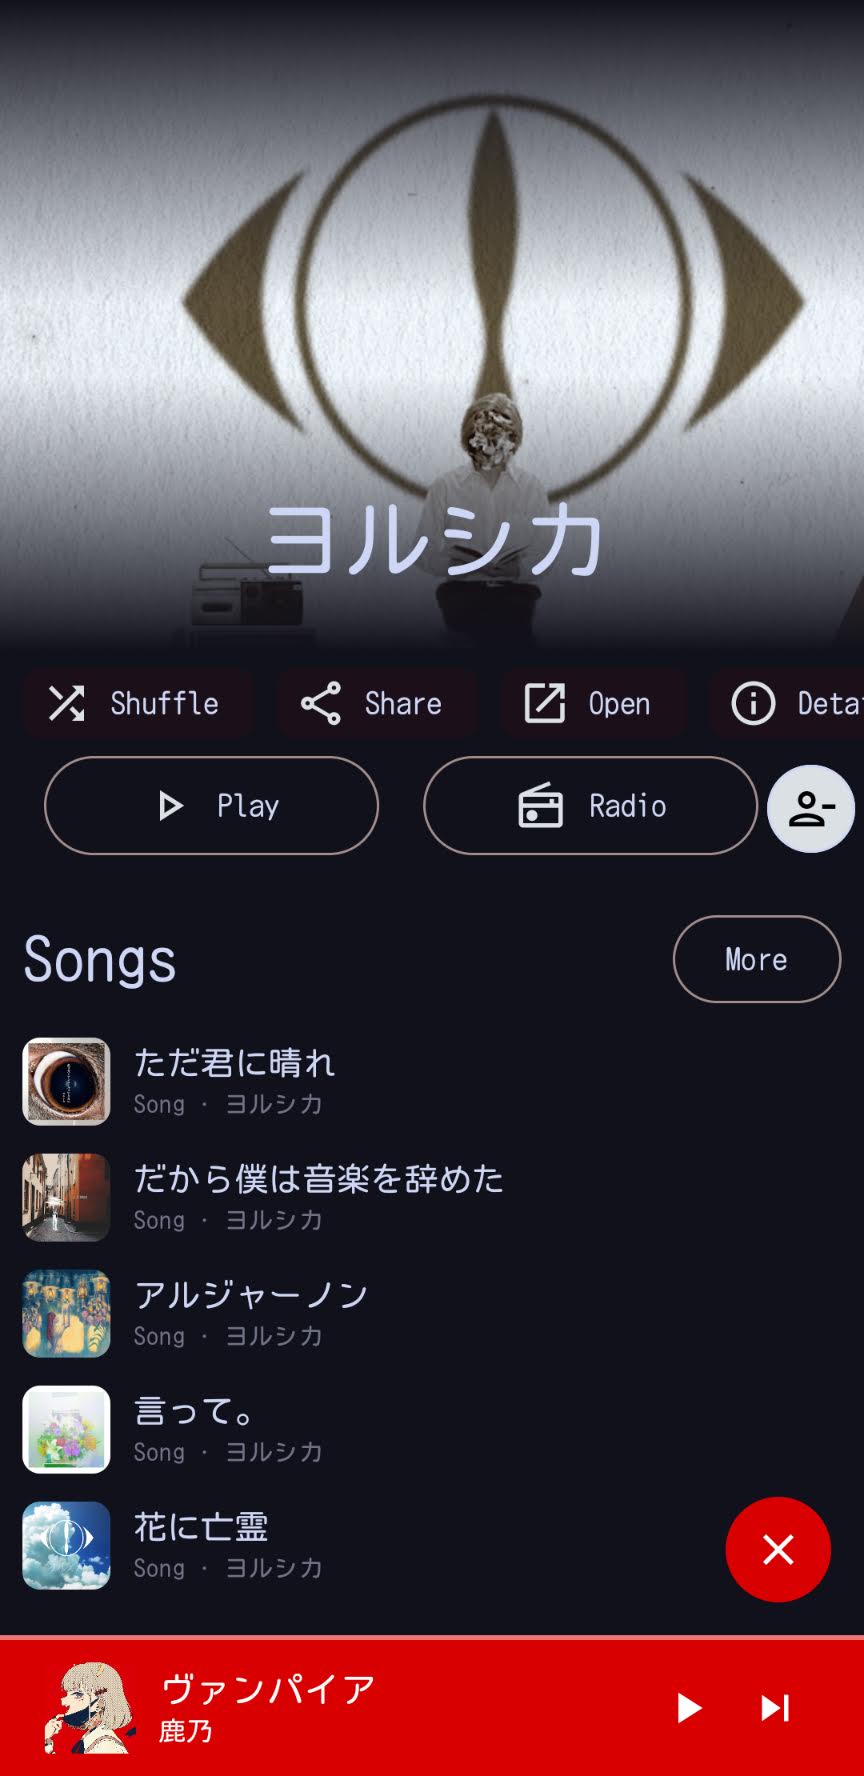 ヨルシカ
Shuffle
Share
Open
Deta
Play
Radio
Songs
More
ただ君に晴れ
Song · ヨルシカ
だから僕は音楽を辞めた
Song · ヨルシカ
アルジャーノン
Song · ヨルシカ
言って。
Song · ヨルシカ
花に亡霊
Song · ヨルシカ
ヴァンパイア
鹿乃